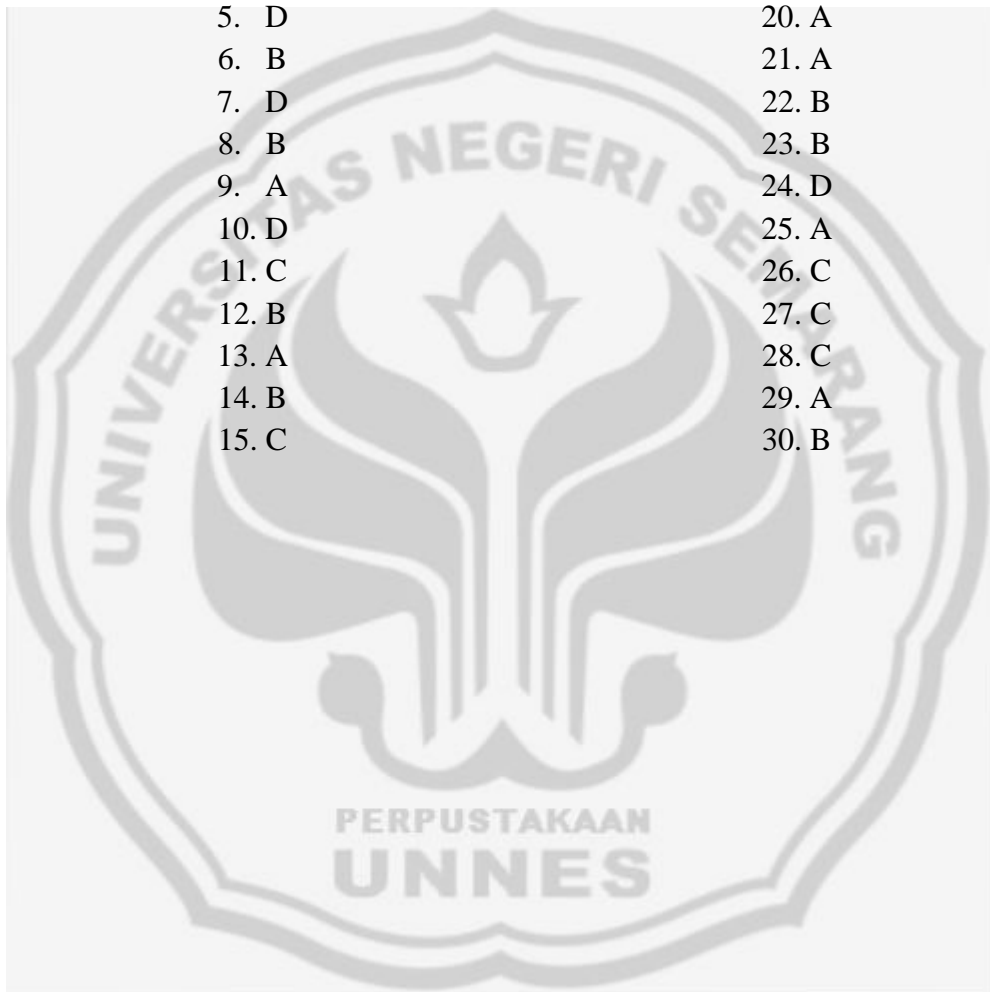 5. D
6. B
7. D
8. B
9. A
10. D
11. C
12. B
13. A
14. B
15. C
20. A
21. A
22. B
23. B
24. D
25. A
26. C
27. C
28. C
29. A
30. B
UNIVERSITAS NEGERI SEMARANG
PERPUSTAKAAN
UNNES